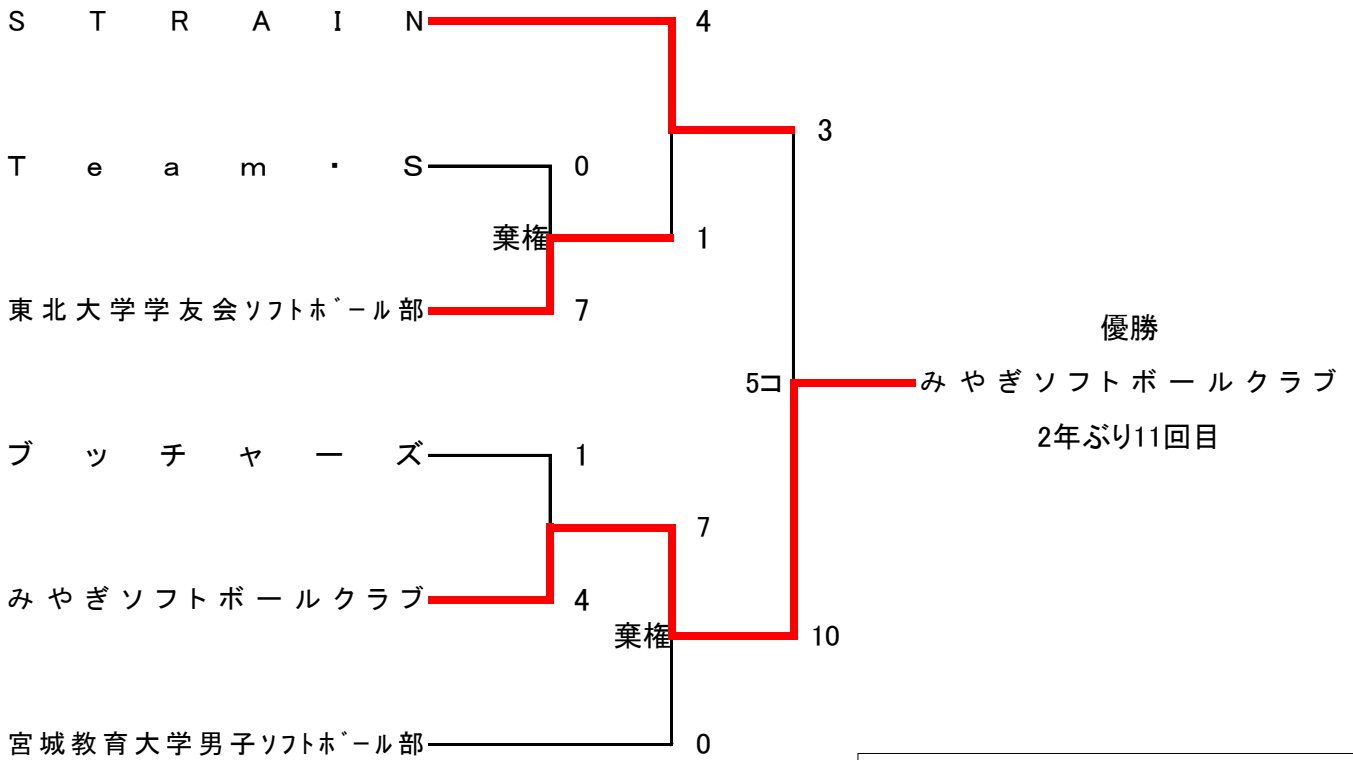 STRAIN
4
3
Team・S
0
棄権
1
東北大学学友会ソフトボール部
7
優勝
5コ
みやぎソフトボールクラブ
2年ぶり11回目
ブッチャーズ
1
7
みやぎソフトボールクラブ
4
棄権
10
宮城教育大学男子ソフトボール部
0